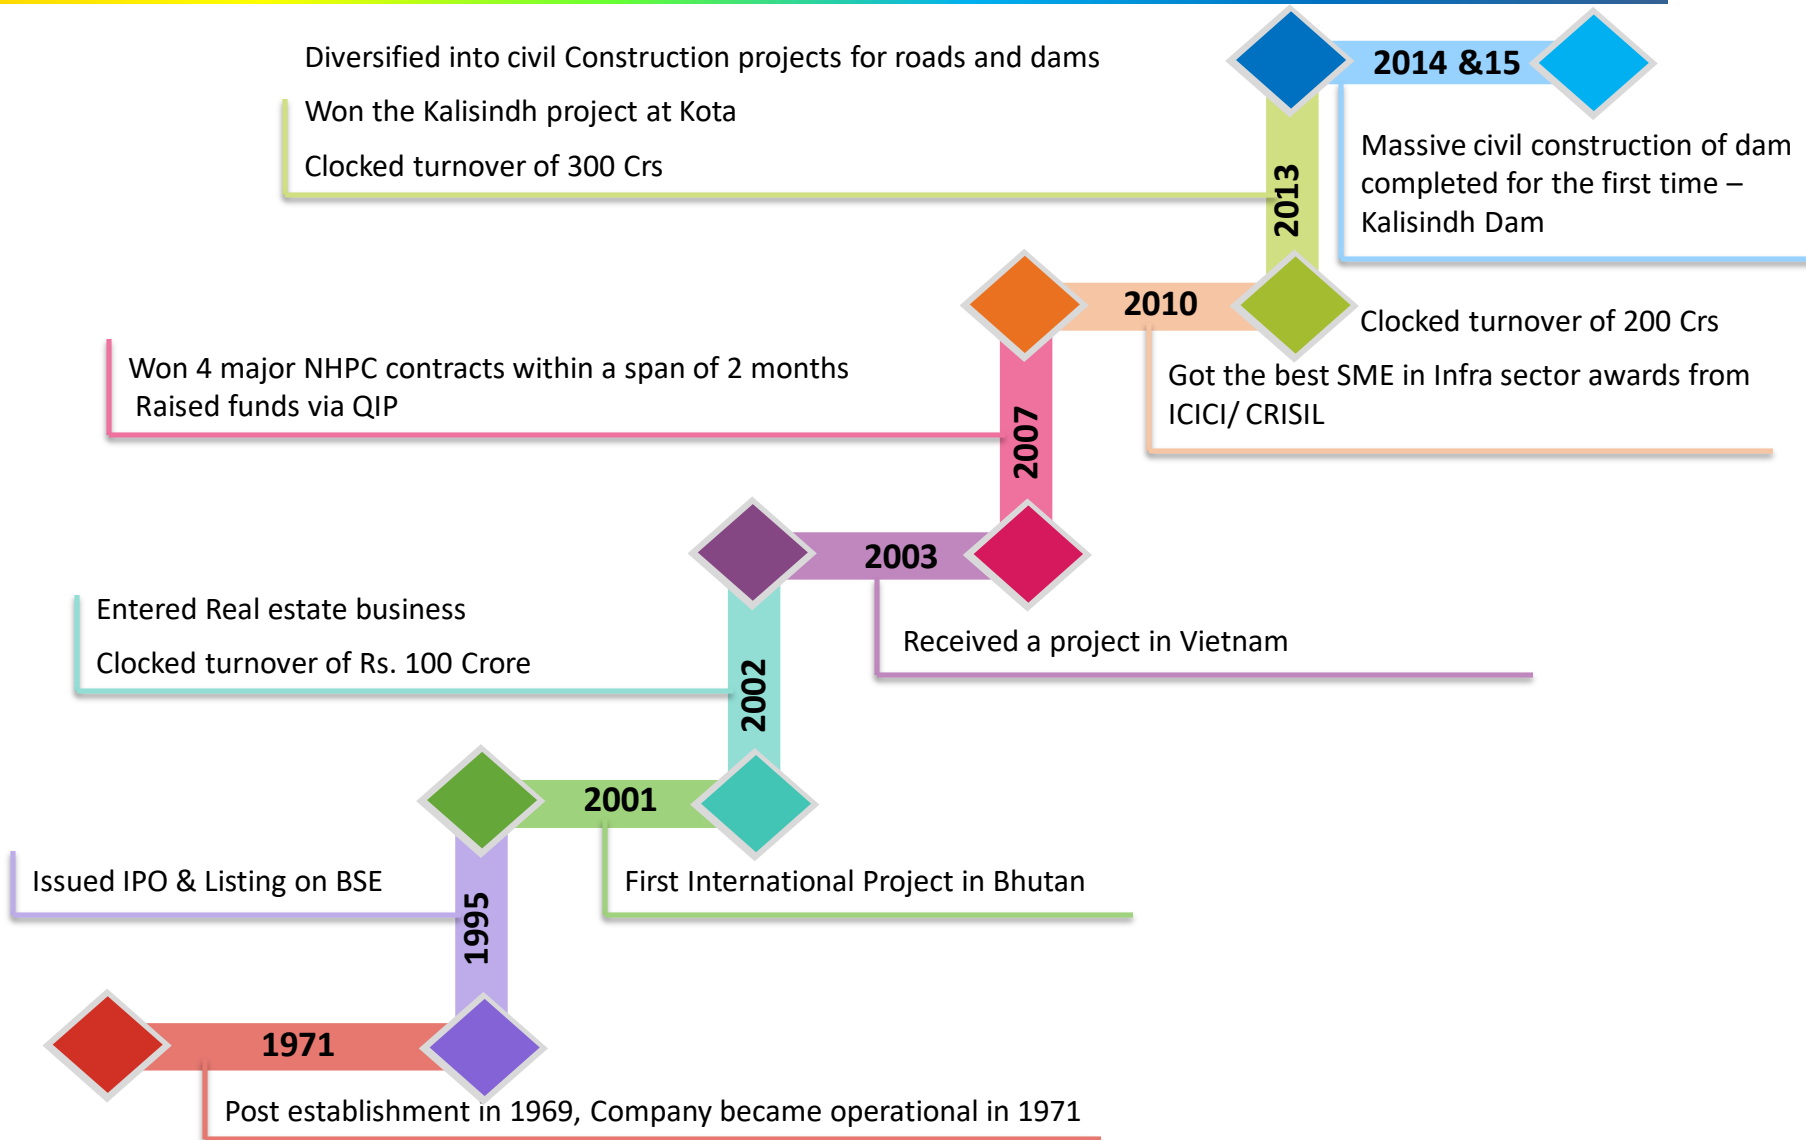 Diversified into civil Construction projects for roads and dams
Won the Kalisindh project at Kota
Clocked turnover of 300 Crs
2013
2014 &15
Massive civil construction of dam
completed for the first time –
Kalisindh Dam
2010
Clocked turnover of 200 Crs
Got the best SME in Infra sector awards from
ICICI/ CRISIL
Won 4 major NHPC contracts within a span of 2 months
Raised funds via QIP
2007
2003
Received a project in Vietnam
Entered Real estate business
Clocked turnover of Rs. 100 Crore
2002
2001
First International Project in Bhutan
Issued IPO & Listing on BSE
1995
1971
Post establishment in 1969, Company became operational in 1971